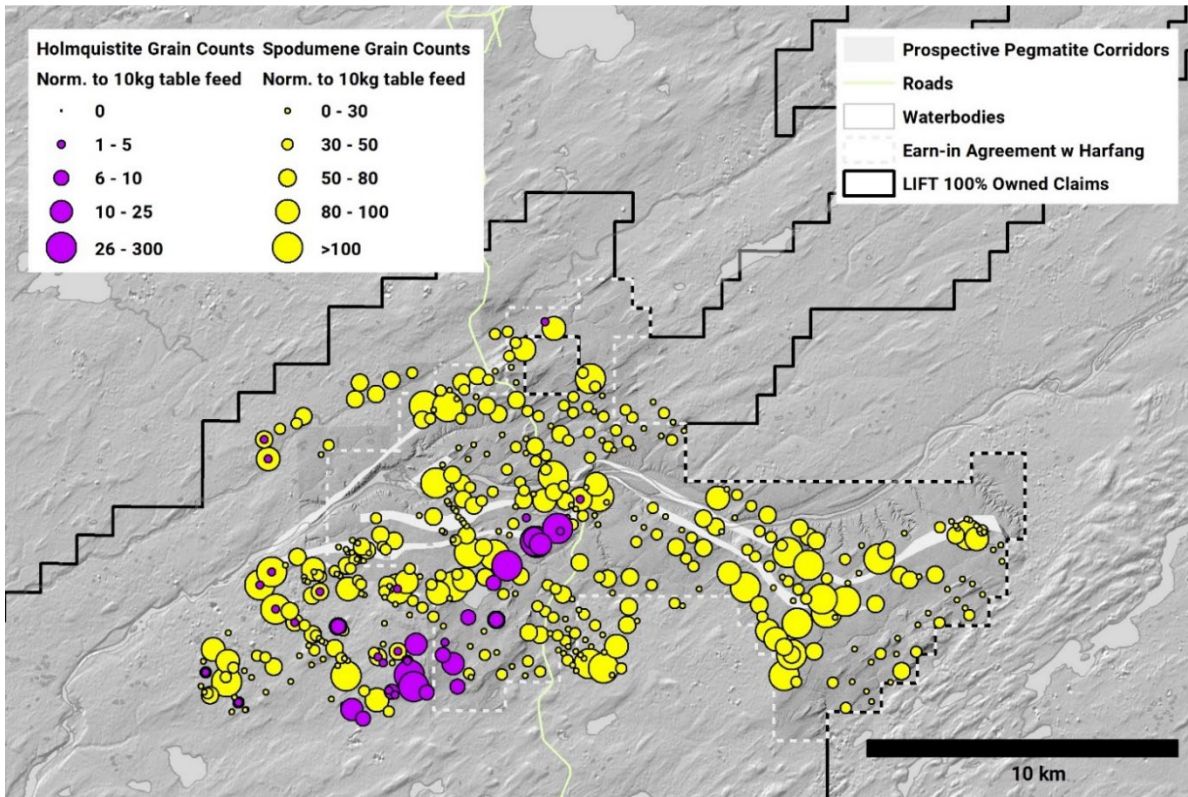 Holmquistite Grain Counts Spodumene Grain Counts
Norm. to 10kg table feed Norm. to 10kg table feed
0 0 - 30
1 - 5 30 - 50
6 - 10 50 - 80
10 - 25 80 - 100
26 - 300 >100
Prospective Pegmatite Corridors
Roads
Waterbodies
Earn-in Agreement w Harfang
LIFT 100% Owned Claims
10 km